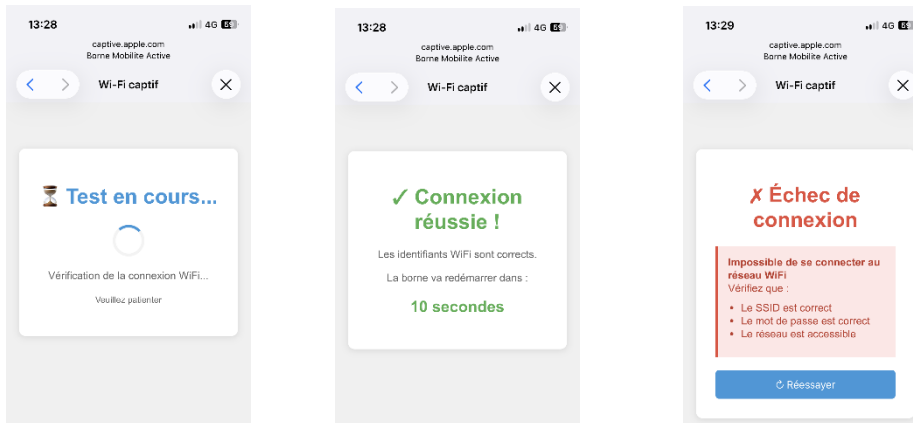 13:28
4G 59
captive.apple.com
Borne Mobilite Active
Wi-Fi captif
Test en cours...
Vérification de la connexion WiFi...
Veuillez patienter
13:28
4G
captive.apple.com
Borne Mobilite Active
Wi-Fi captif
✓ Connexion
réussie !
Les identifiants WiFi sont corrects.
La borne va redémarrer dans :
10 secondes
13:29
4G
captive.apple.com
Borne Mobilite Active
Wi-Fi captif
✗ Échec de
connexion
Impossible de se connecter au
réseau WiFi
Vérifiez que :
• Le SSID est correct
• Le mot de passe est correct
• Le réseau est accessible
Réessayer